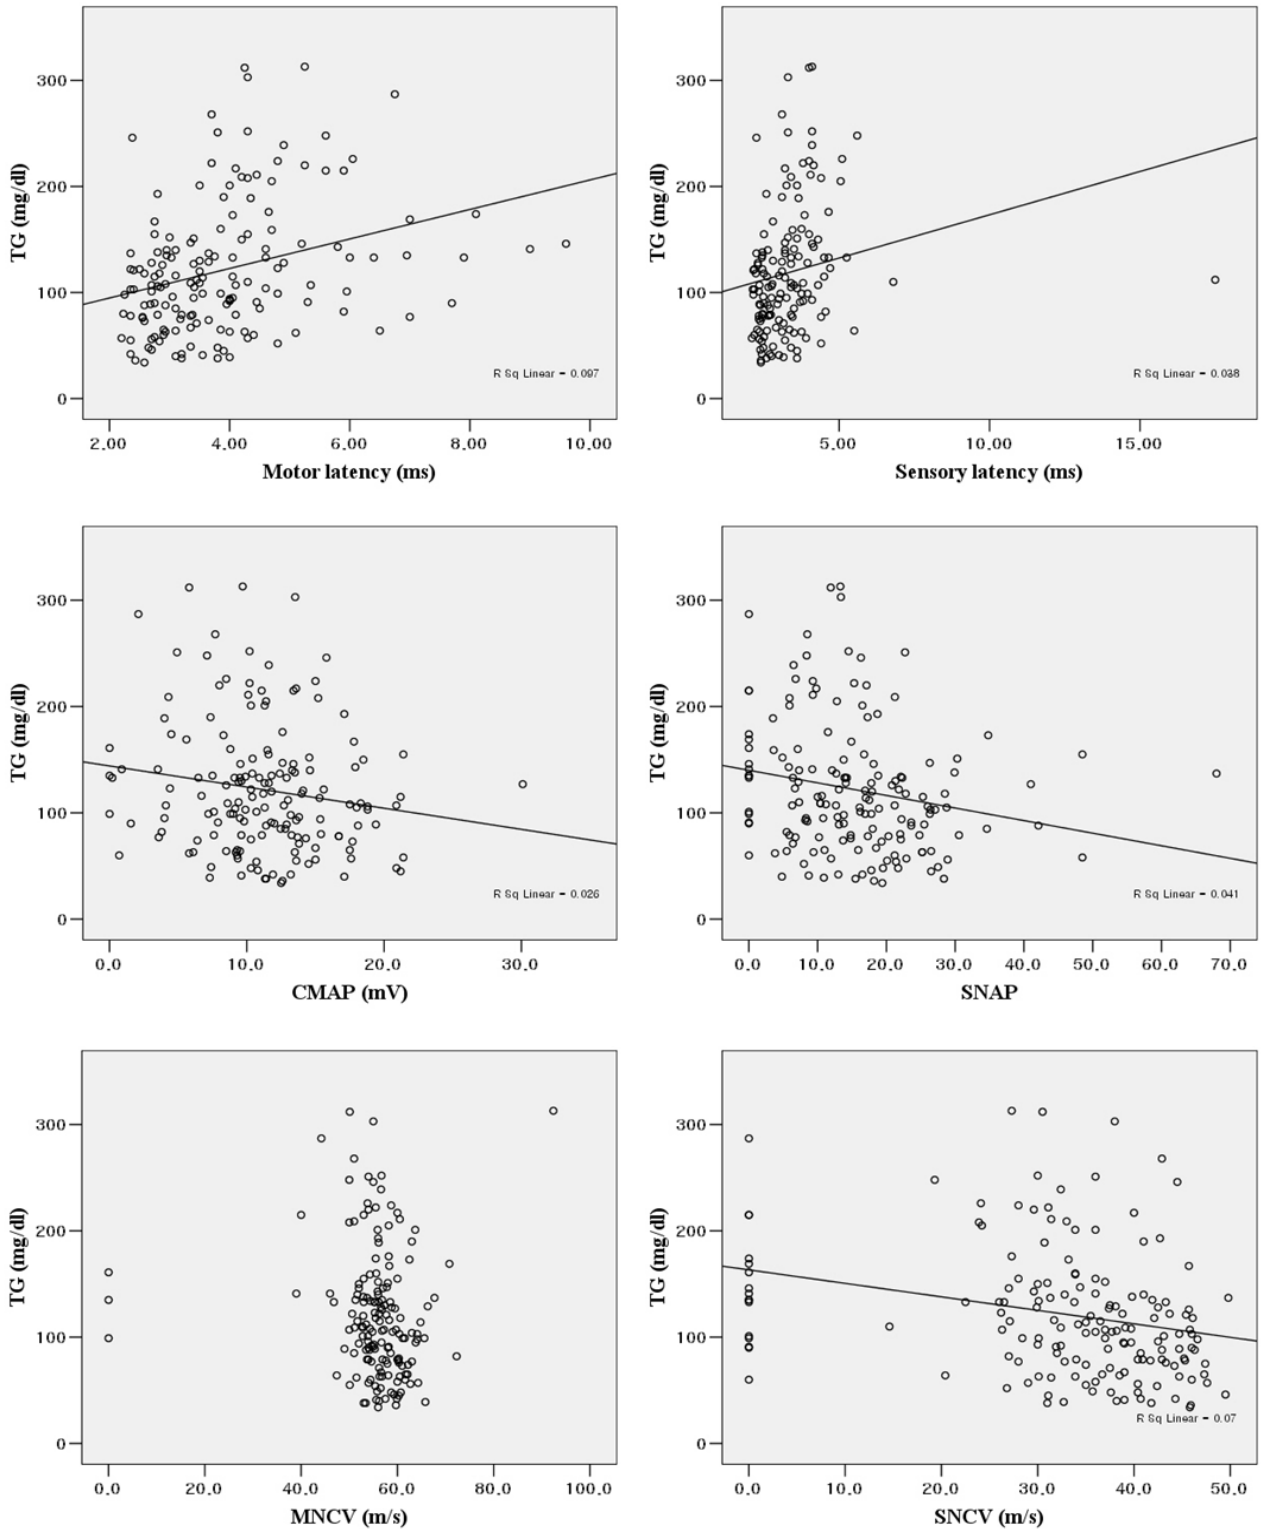 TG (mg/dl)
300
200
100
0
R Sq Linear = 0.097
2.00 4.00 6.00 8.00 10.00
Motor latency (ms)
TG (mg/dl)
300
200
100
0
R Sq Linear = 0.038
5.00 10.00 15.00
Sensory latency (ms)
TG (mg/dl)
300
200
100
0
R Sq Linear = 0.026
0.0 10.0 20.0 30.0
CMAP (mV)
TG (mg/dl)
300
200
100
0
R Sq Linear = 0.041
0.0 10.0 20.0 30.0 40.0 50.0 60.0 70.0
SNAP
TG (mg/dl)
300
200
100
0
0.0 20.0 40.0 60.0 80.0 100.0
MNCV (m/s)
TG (mg/dl)
300
200
100
0
R Sq Linear = 0.07
0.0 10.0 20.0 30.0 40.0 50.0
SNCV (m/s)